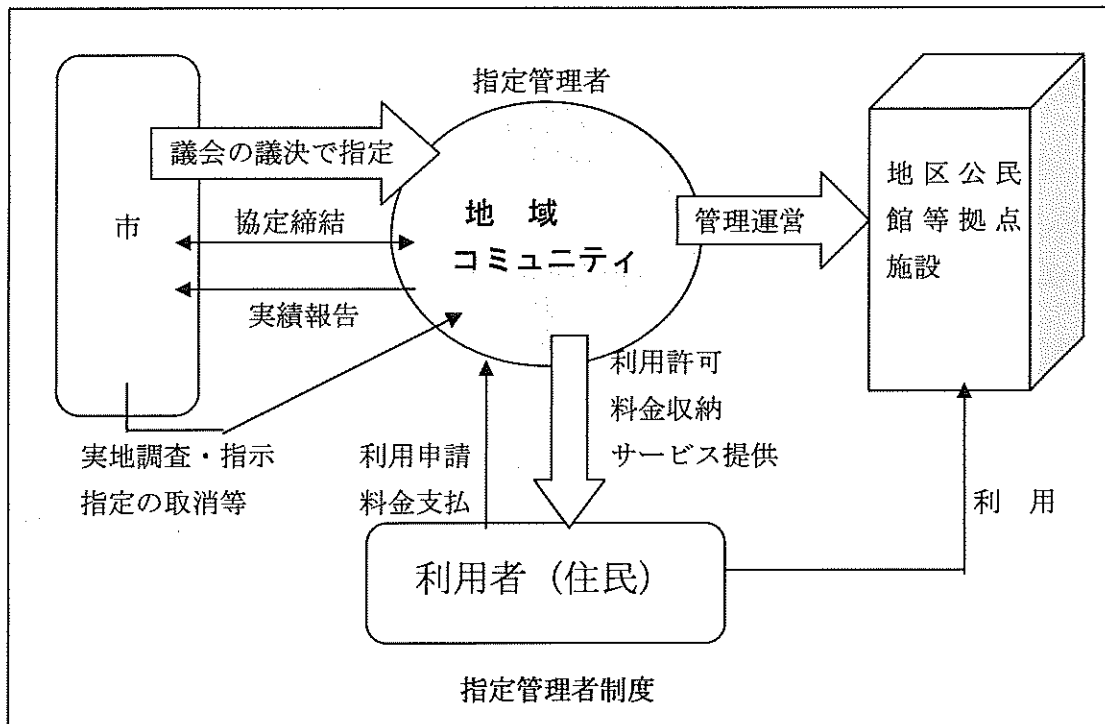 指定管理者
議会の議決で指定
市
協定締結
実績報告
地　域
コミュニティ
管理運営
地区公民
館等拠点
施設
実地調査・指示
指定の取消等
利用申請
料金支払
利用許可
料金収納
サービス提供
利　用
利用者（住民）
指定管理者制度